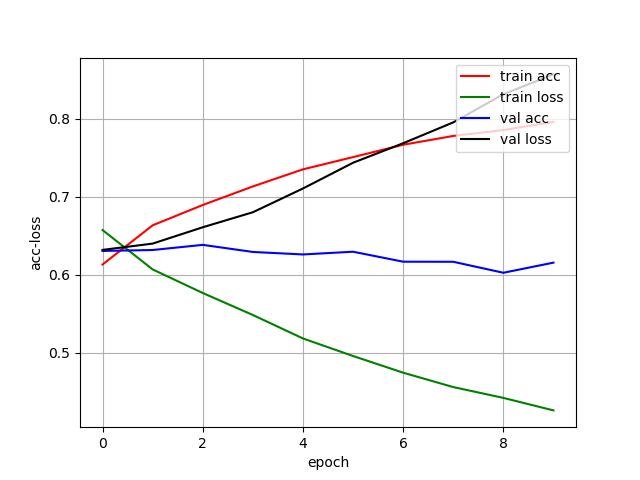 train acc
train loss
val acc
val loss
0.8
0.7
0.6
0.5
acc-loss
0 2 4 6 8
epoch